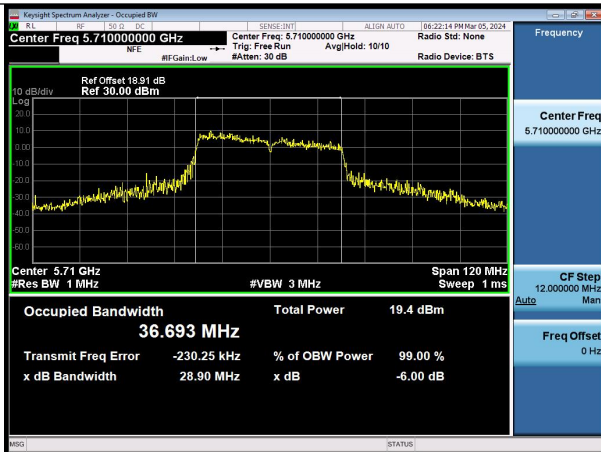 Keysight Spectrum Analyzer - Occupied BW
RL RF 50 Ω DC SENSE:INT ALIGN AUTO 06:22:14 PM Mar 05, 2024
Center Freq 5.710000000 GHz Center Freq: 5.710000000 GHz Radio Std: None
NFE Trig: Free Run Avg|Hold: 10/10
#IFGain:Low #Atten: 30 dB Radio Device: BTS
Ref Offset 18.91 dB
10 dB/div Ref 30.00 dBm
Log
20.0
10.0
0.00
-10.0
-20.0
-30.0
-40.0
-50.0
-60.0
Center 5.71 GHz Span 120 MHz
#Res BW 1 MHz #VBW 3 MHz Sweep 1 ms
Occupied Bandwidth Total Power 19.4 dBm
36.693 MHz
Transmit Freq Error -230.25 kHz % of OBW Power 99.00 %
x dB Bandwidth 28.90 MHz x dB -6.00 dB
Frequency
Center Freq
5.710000000 GHz
CF Step
12.000000 MHz
Auto Man
Freq Offset
0 Hz
MSG STATUS